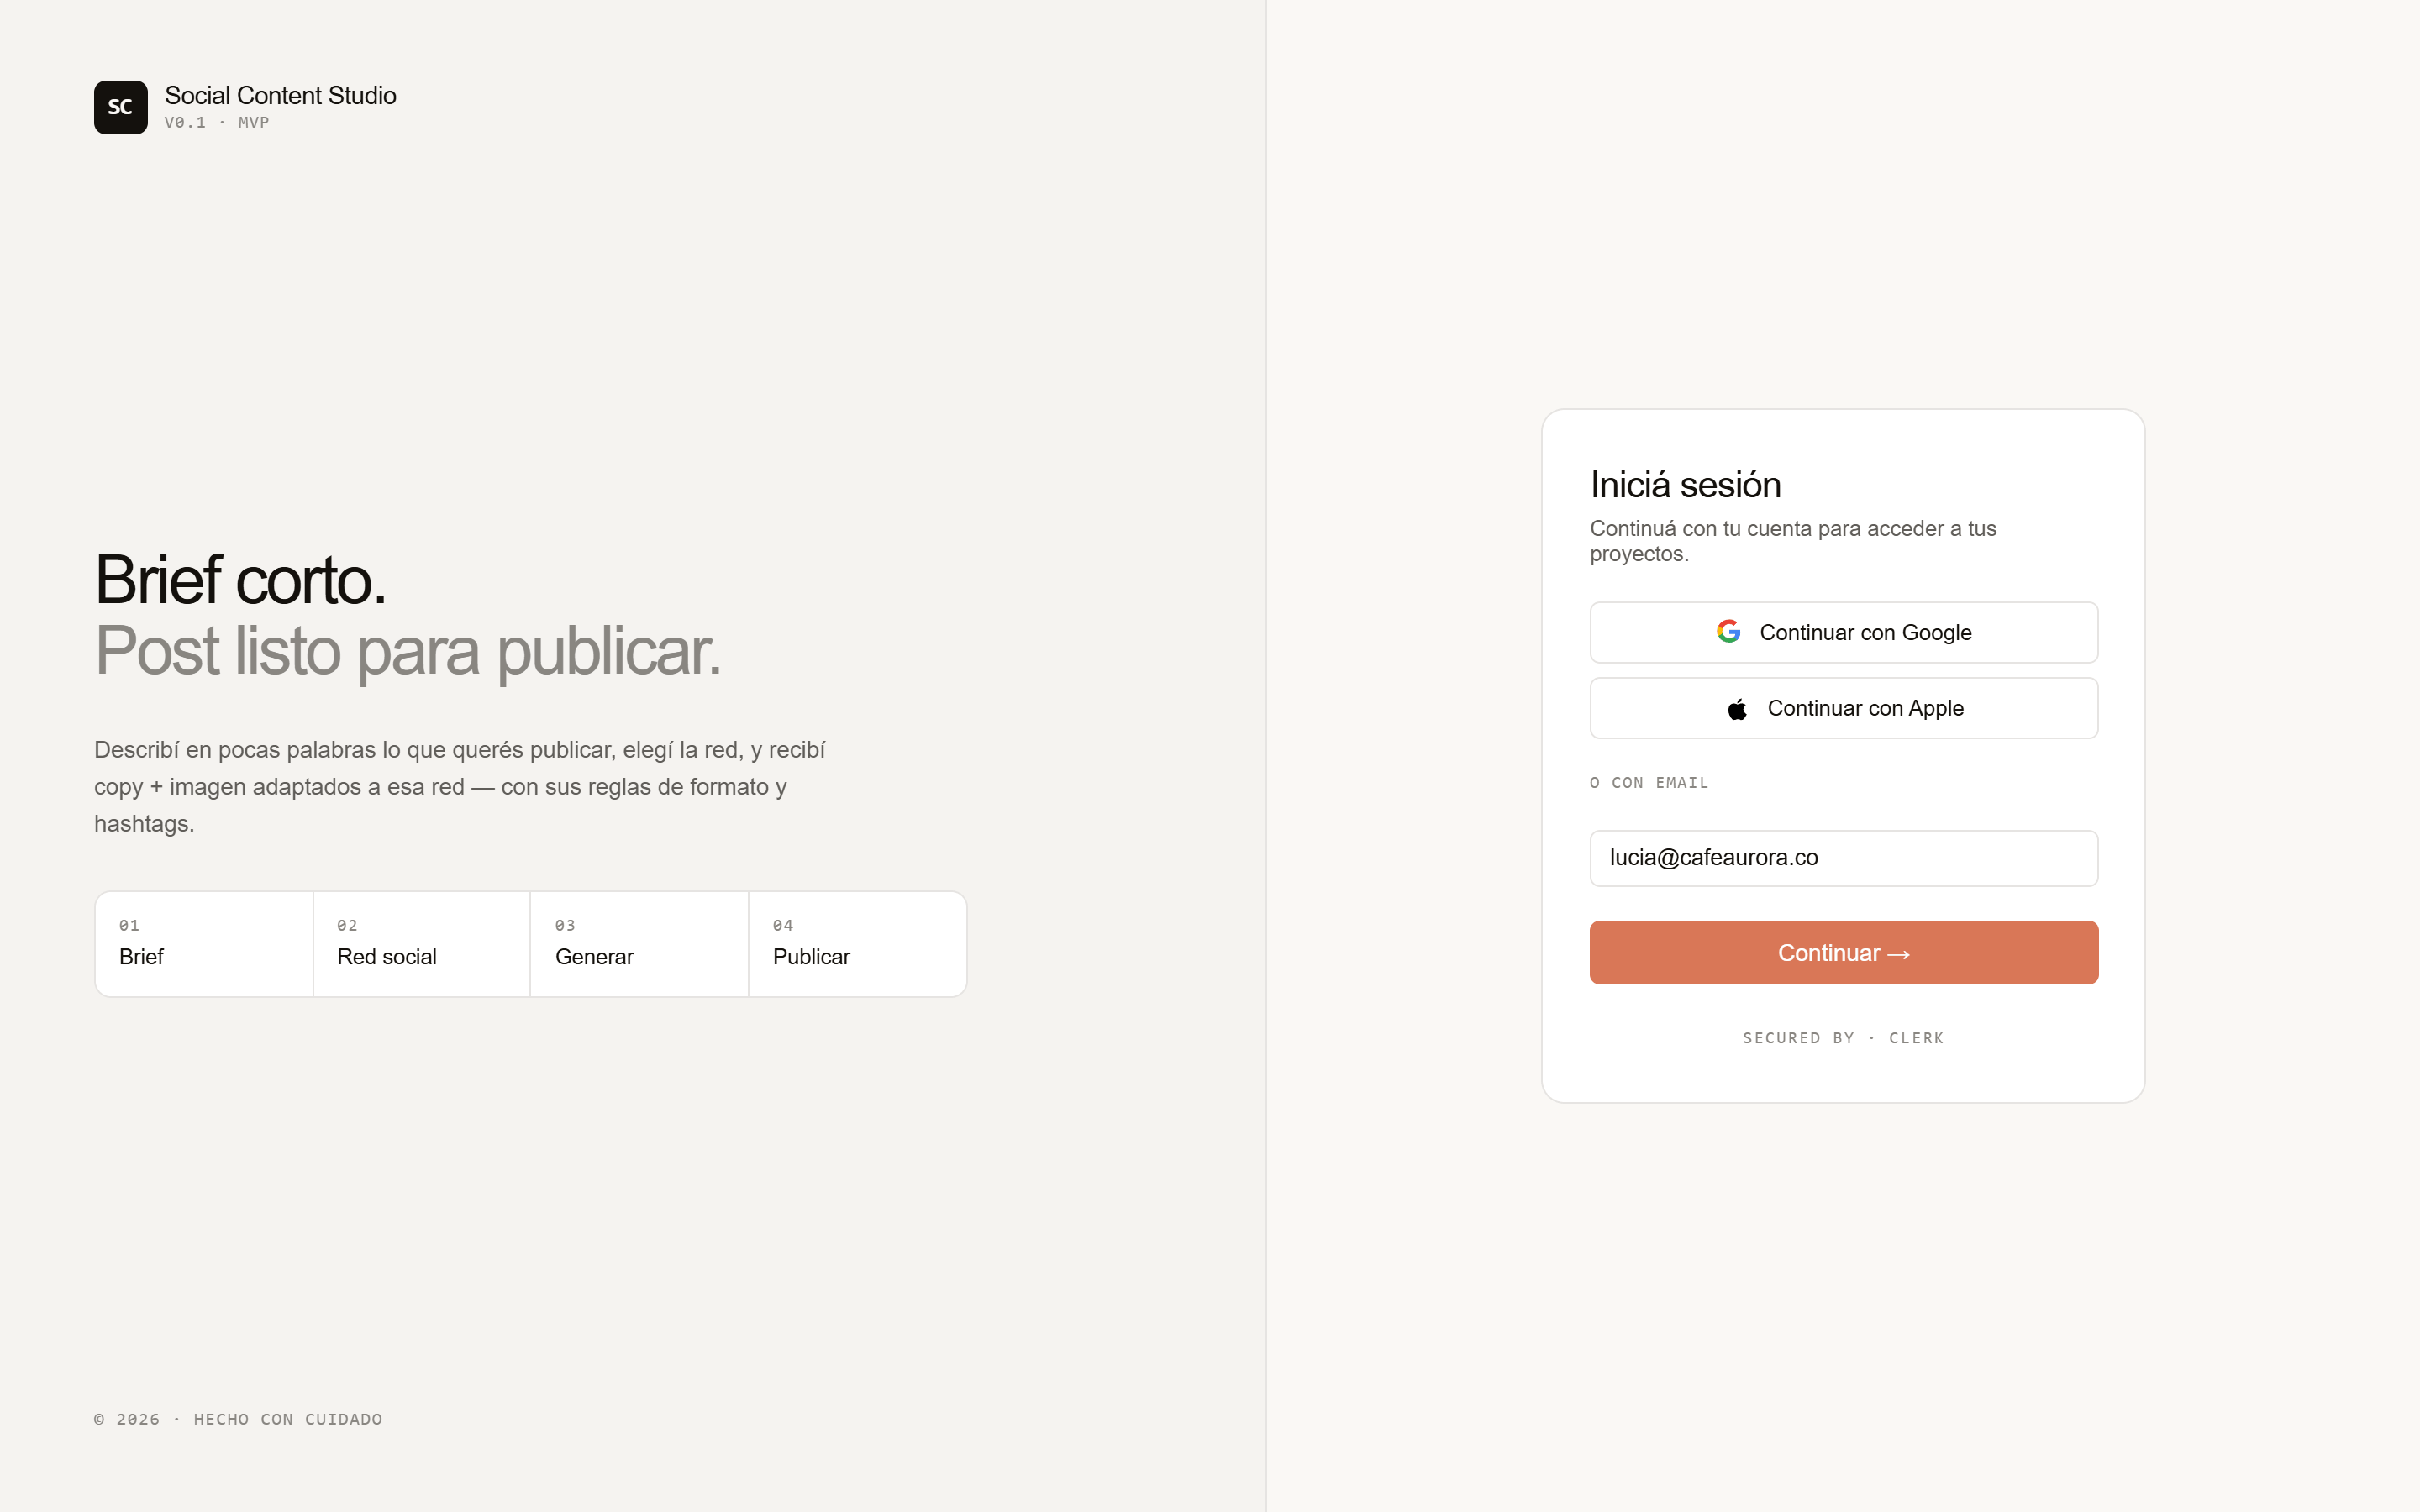 SC
Social Content Studio
V0.1 · MVP
Brief corto.
Post listo para publicar.
Describí en pocas palabras lo que querés publicar, elegí la red, y recibí
copy + imagen adaptados a esa red — con sus reglas de formato y
hashtags.
01
Brief
02
Red social
03
Generar
04
Publicar
© 2026 · HECHO CON CUIDADO
Iniciá sesión
Continuá con tu cuenta para acceder a tus
proyectos.
Continuar con Google
Continuar con Apple
O CON EMAIL
lucia@cafeaurora.co
Continuar →
SECURED BY · CLERK